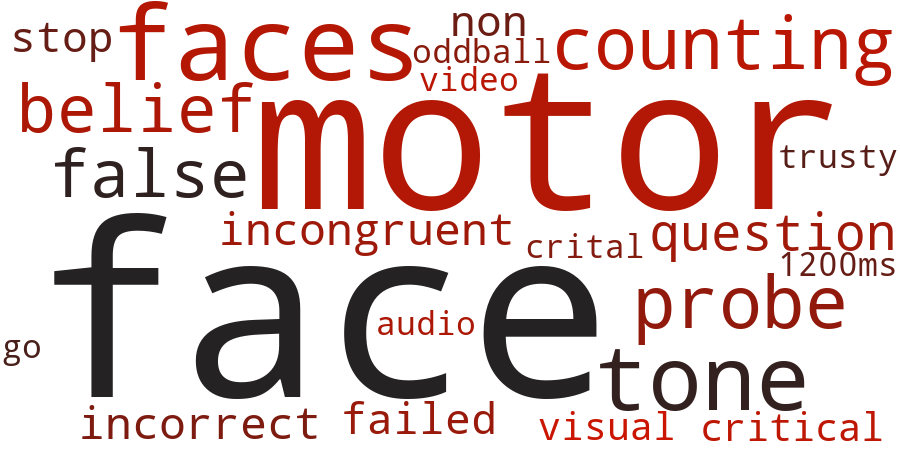 stop
faces
non
oddball
counting
video
belief
motor
false
trusty
incongruent
crital
question
1200ms
face
probe
audio
go
tone
incorrect
failed
visual
critical